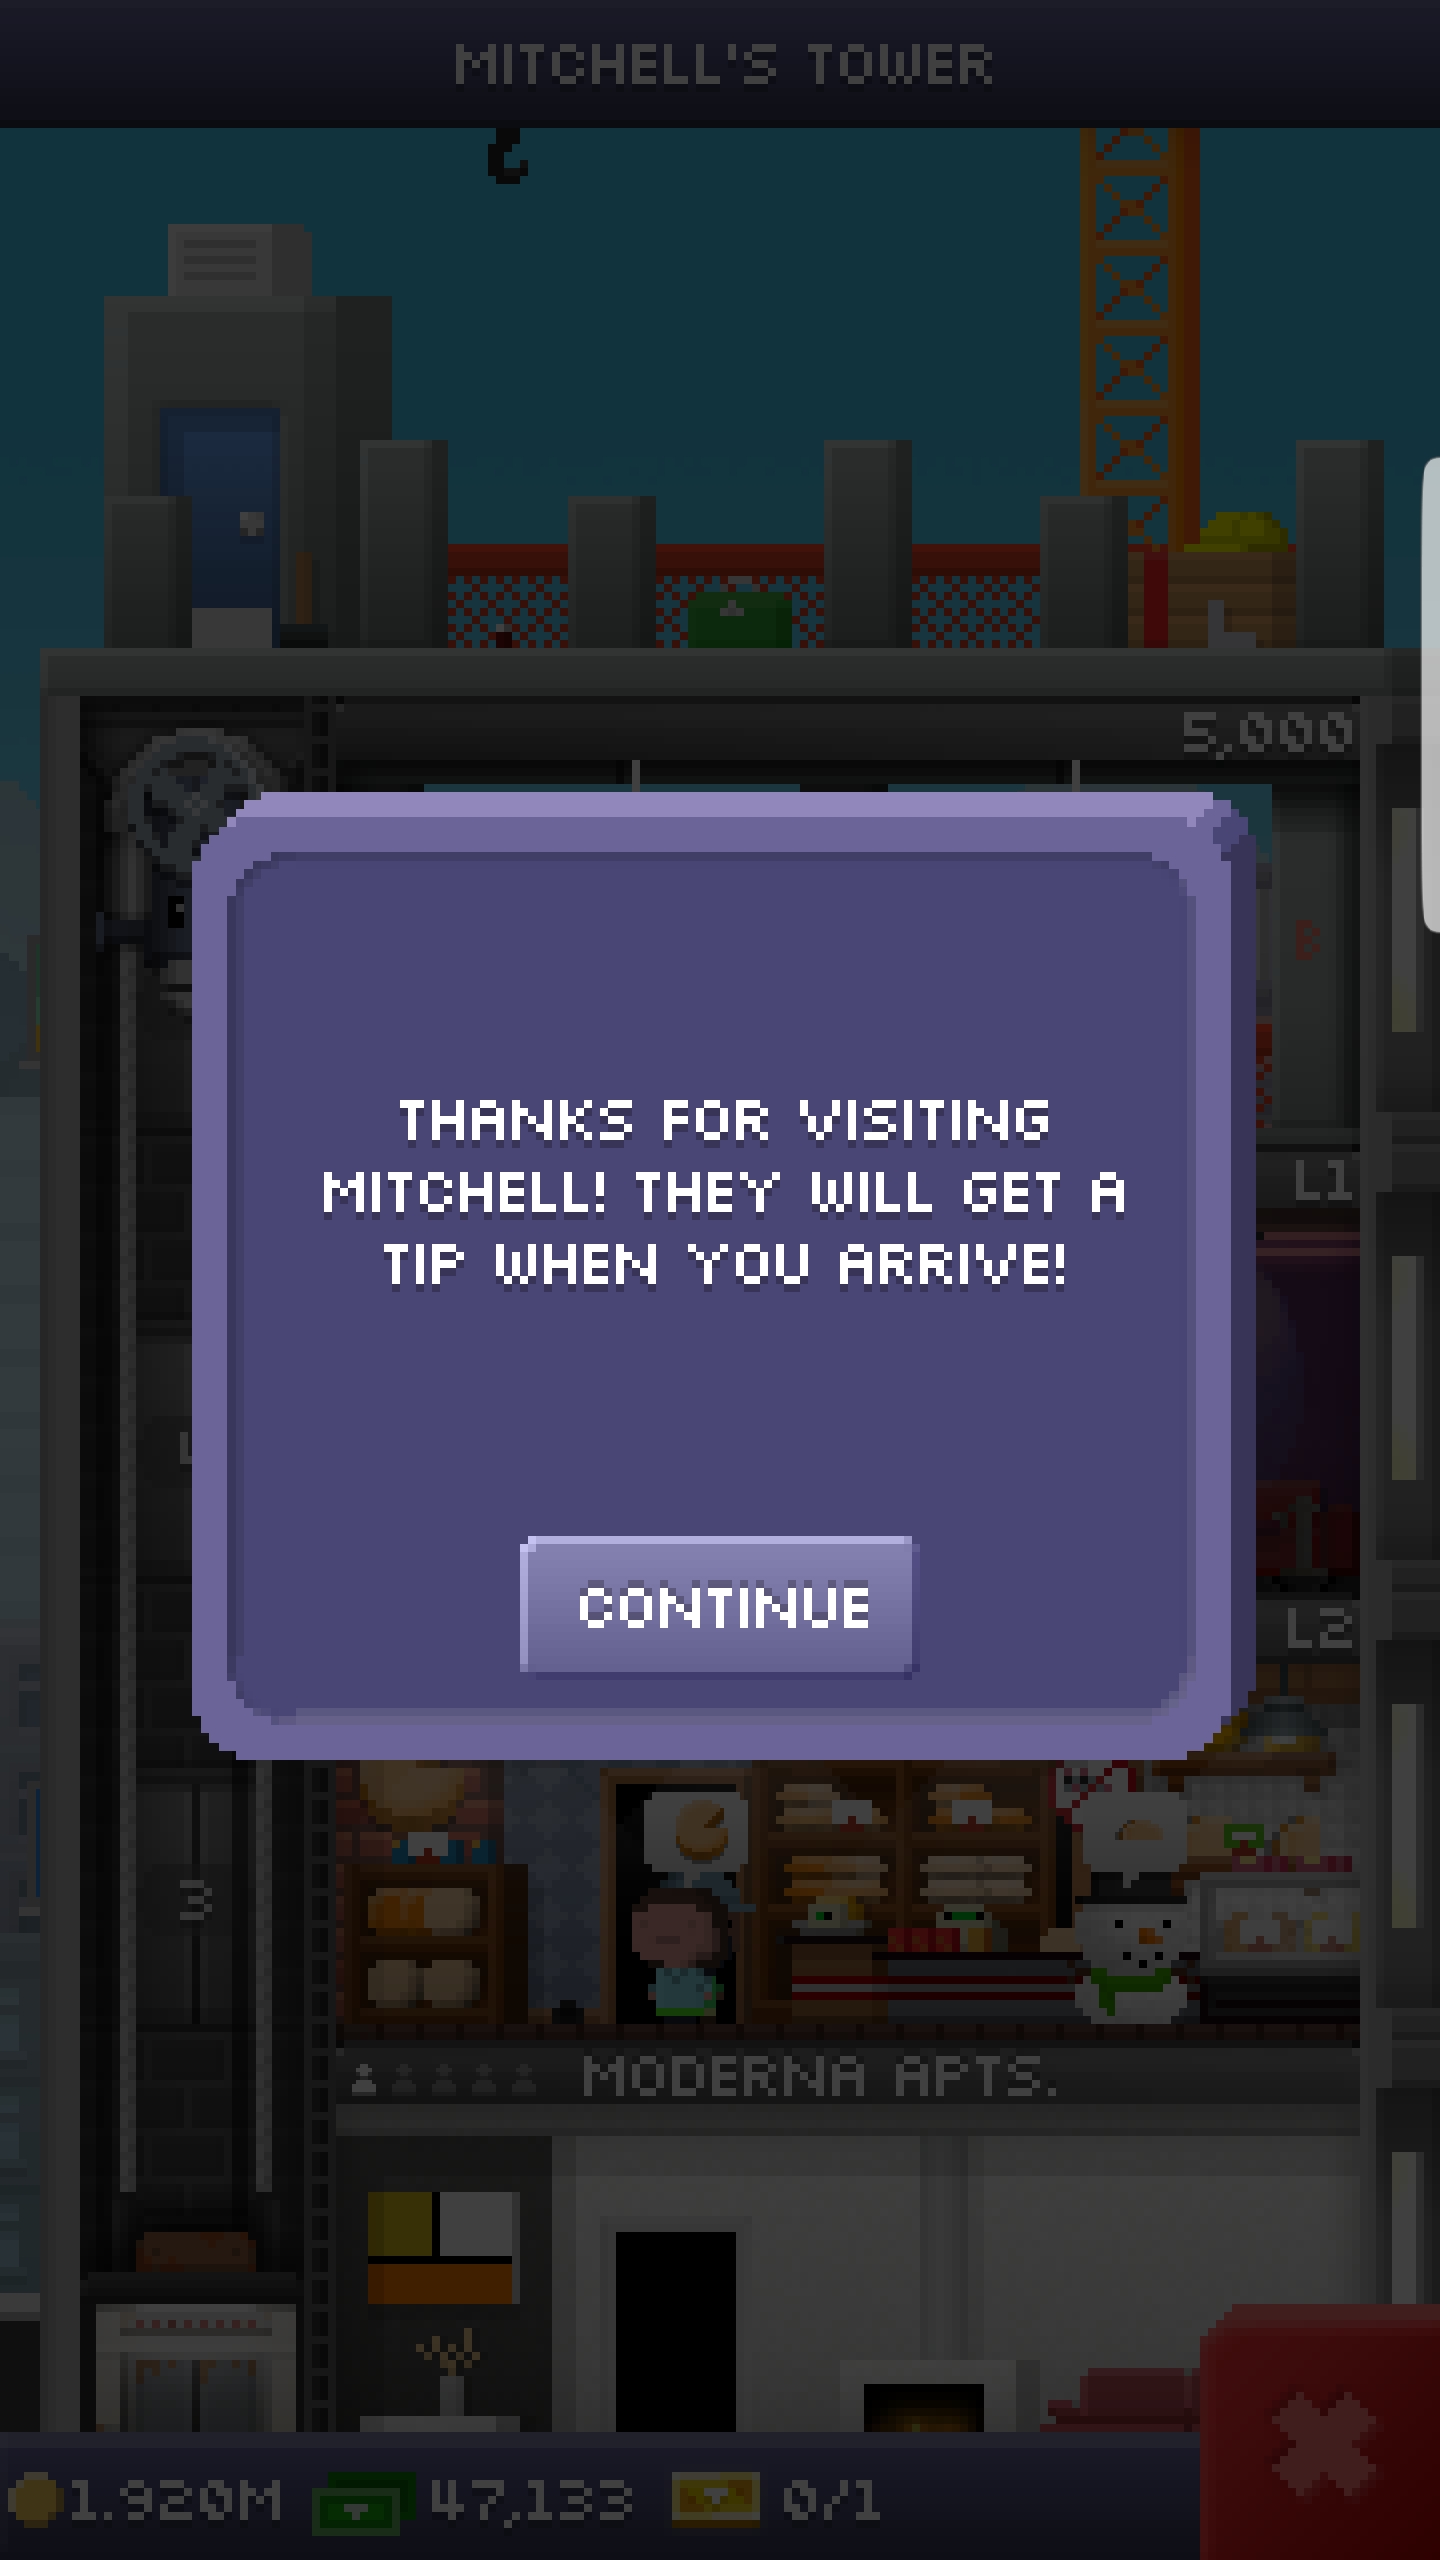 MITCHELL'S TOWER
5,000
B
L1
THANKS FOR VISITING
MITCHELL! THEY WILL GET A
TIP WHEN YOU ARRIVE!
CONTINUE
L2
3
MODERNA APTS.
1.920M 47,133 0/1